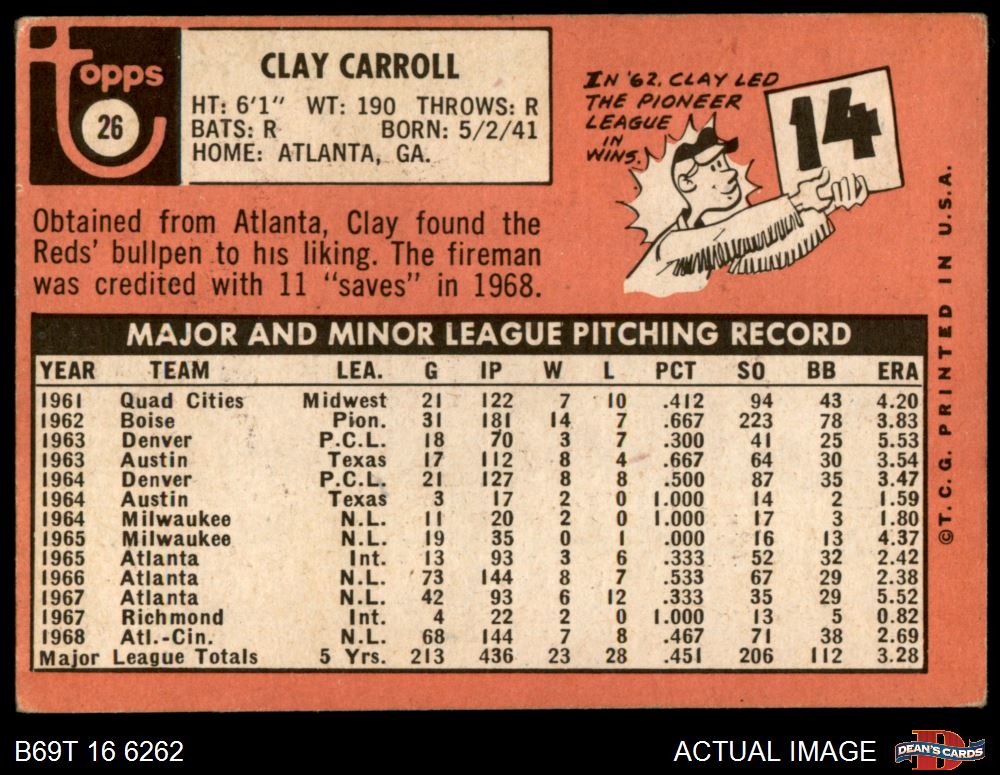 Topps
26
CLAY CARROLL
HT: 6'1" WT: 190 THROWS: R
BATS: R BORN: 5/2/41
HOME: ATLANTA, GA.
Obtained from Atlanta, Clay found the
Reds' bullpen to his liking. The fireman
was credited with 11 "saves" in 1968.
IN '62, CLAY LED
THE PIONEER
LEAGUE
IN
WINS.
14
MAJOR AND MINOR LEAGUE PITCHING RECORD
YEAR TEAM LEA. G IP W L PCT SO BB ERA
1961 Quad Cities Midwest 21 122 7 10 .412 94 43 4.20
1962 Boise Pion. 31 181 14 7 .667 223 78 3.83
1963 Denver P.C.L. 18 70 3 7 .300 41 25 5.53
1963 Austin Texas 17 112 8 4 .667 64 30 3.54
1964 Denver P.C.L. 21 127 8 8 .500 87 35 3.47
1964 Austin Texas 3 17 2 0 1.000 14 2 1.59
1964 Milwaukee N.L. 11 20 2 0 1.000 17 3 1.80
1965 Milwaukee N.L. 19 35 0 1 .000 16 13 4.37
1965 Atlanta Int. 13 93 3 6 .333 52 32 2.42
1966 Atlanta N.L. 73 144 8 7 .533 67 29 2.38
1967 Atlanta N.L. 42 93 6 12 .333 35 29 5.52
1967 Richmond Int. 4 22 2 0 1.000 13 5 0.82
1968 Atl.-Cin. N.L. 68 144 7 8 .467 71 38 2.69
Major League Totals 5 Yrs. 213 436 23 28 .451 206 112 3.28
©T. C. G. PRINTED IN U.S.A.
B69T 16 6262
ACTUAL IMAGE
D
DEAN'S CARDS